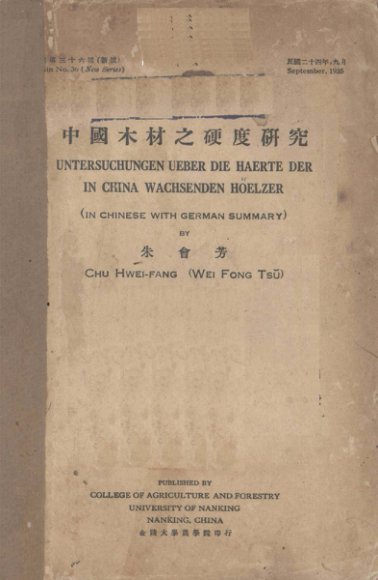 第三十六號 (新號)
No. 36 (New Series)
民國二十四年,九月
September, 1935
中國木材之硬度研究
UNTERSUCHUNGEN UEBER DIE HAERTE DER
IN CHINA WACHSENDEN HOELZER
(IN CHINESE WITH GERMAN SUMMARY)
BY
朱會芳
CHU HWEI-FANG (WEI FONG TSÜ)
PUBLISHED BY
COLLEGE OF AGRICULTURE AND FORESTRY
UNIVERSITY OF NANKING
NANKING, CHINA
金陵大學農學院印行